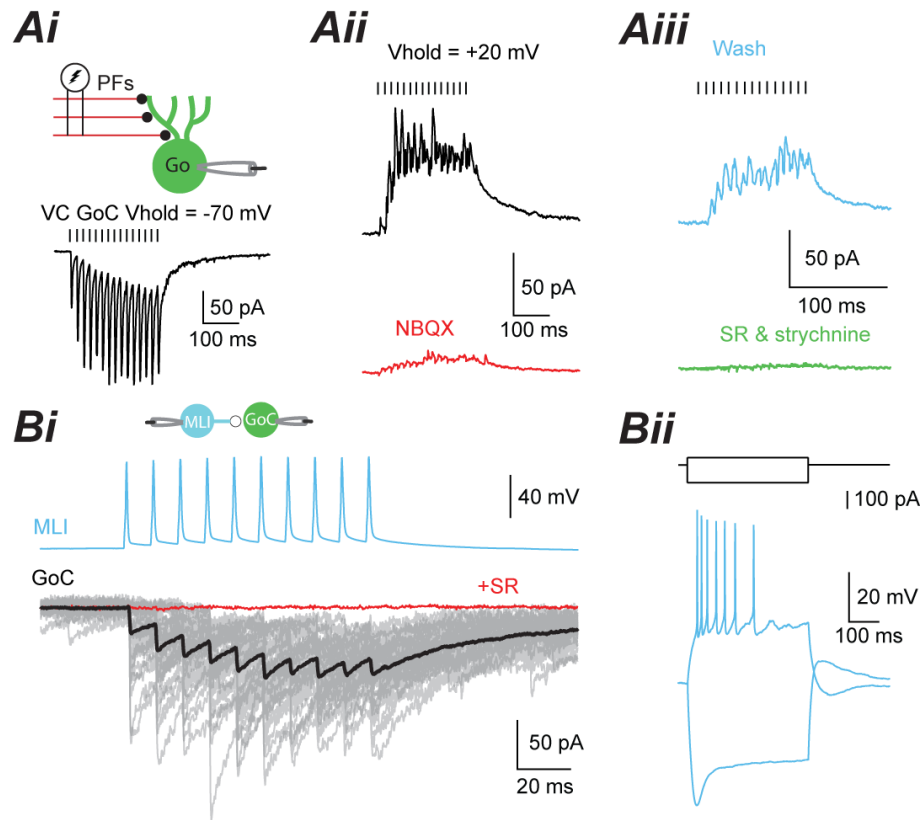 Ai
PFs
Go
VC GoC Vhold = -70 mV
50 pA
100 ms
Aii
Vhold = +20 mV
50 pA
100 ms
NBQX
Aiii
Wash
50 pA
100 ms
SR & strychnine
Bi
MLI
GoC
MLI
40 mV
GoC
+SR
50 pA
20 ms
Bii
100 pA
20 mV
100 ms